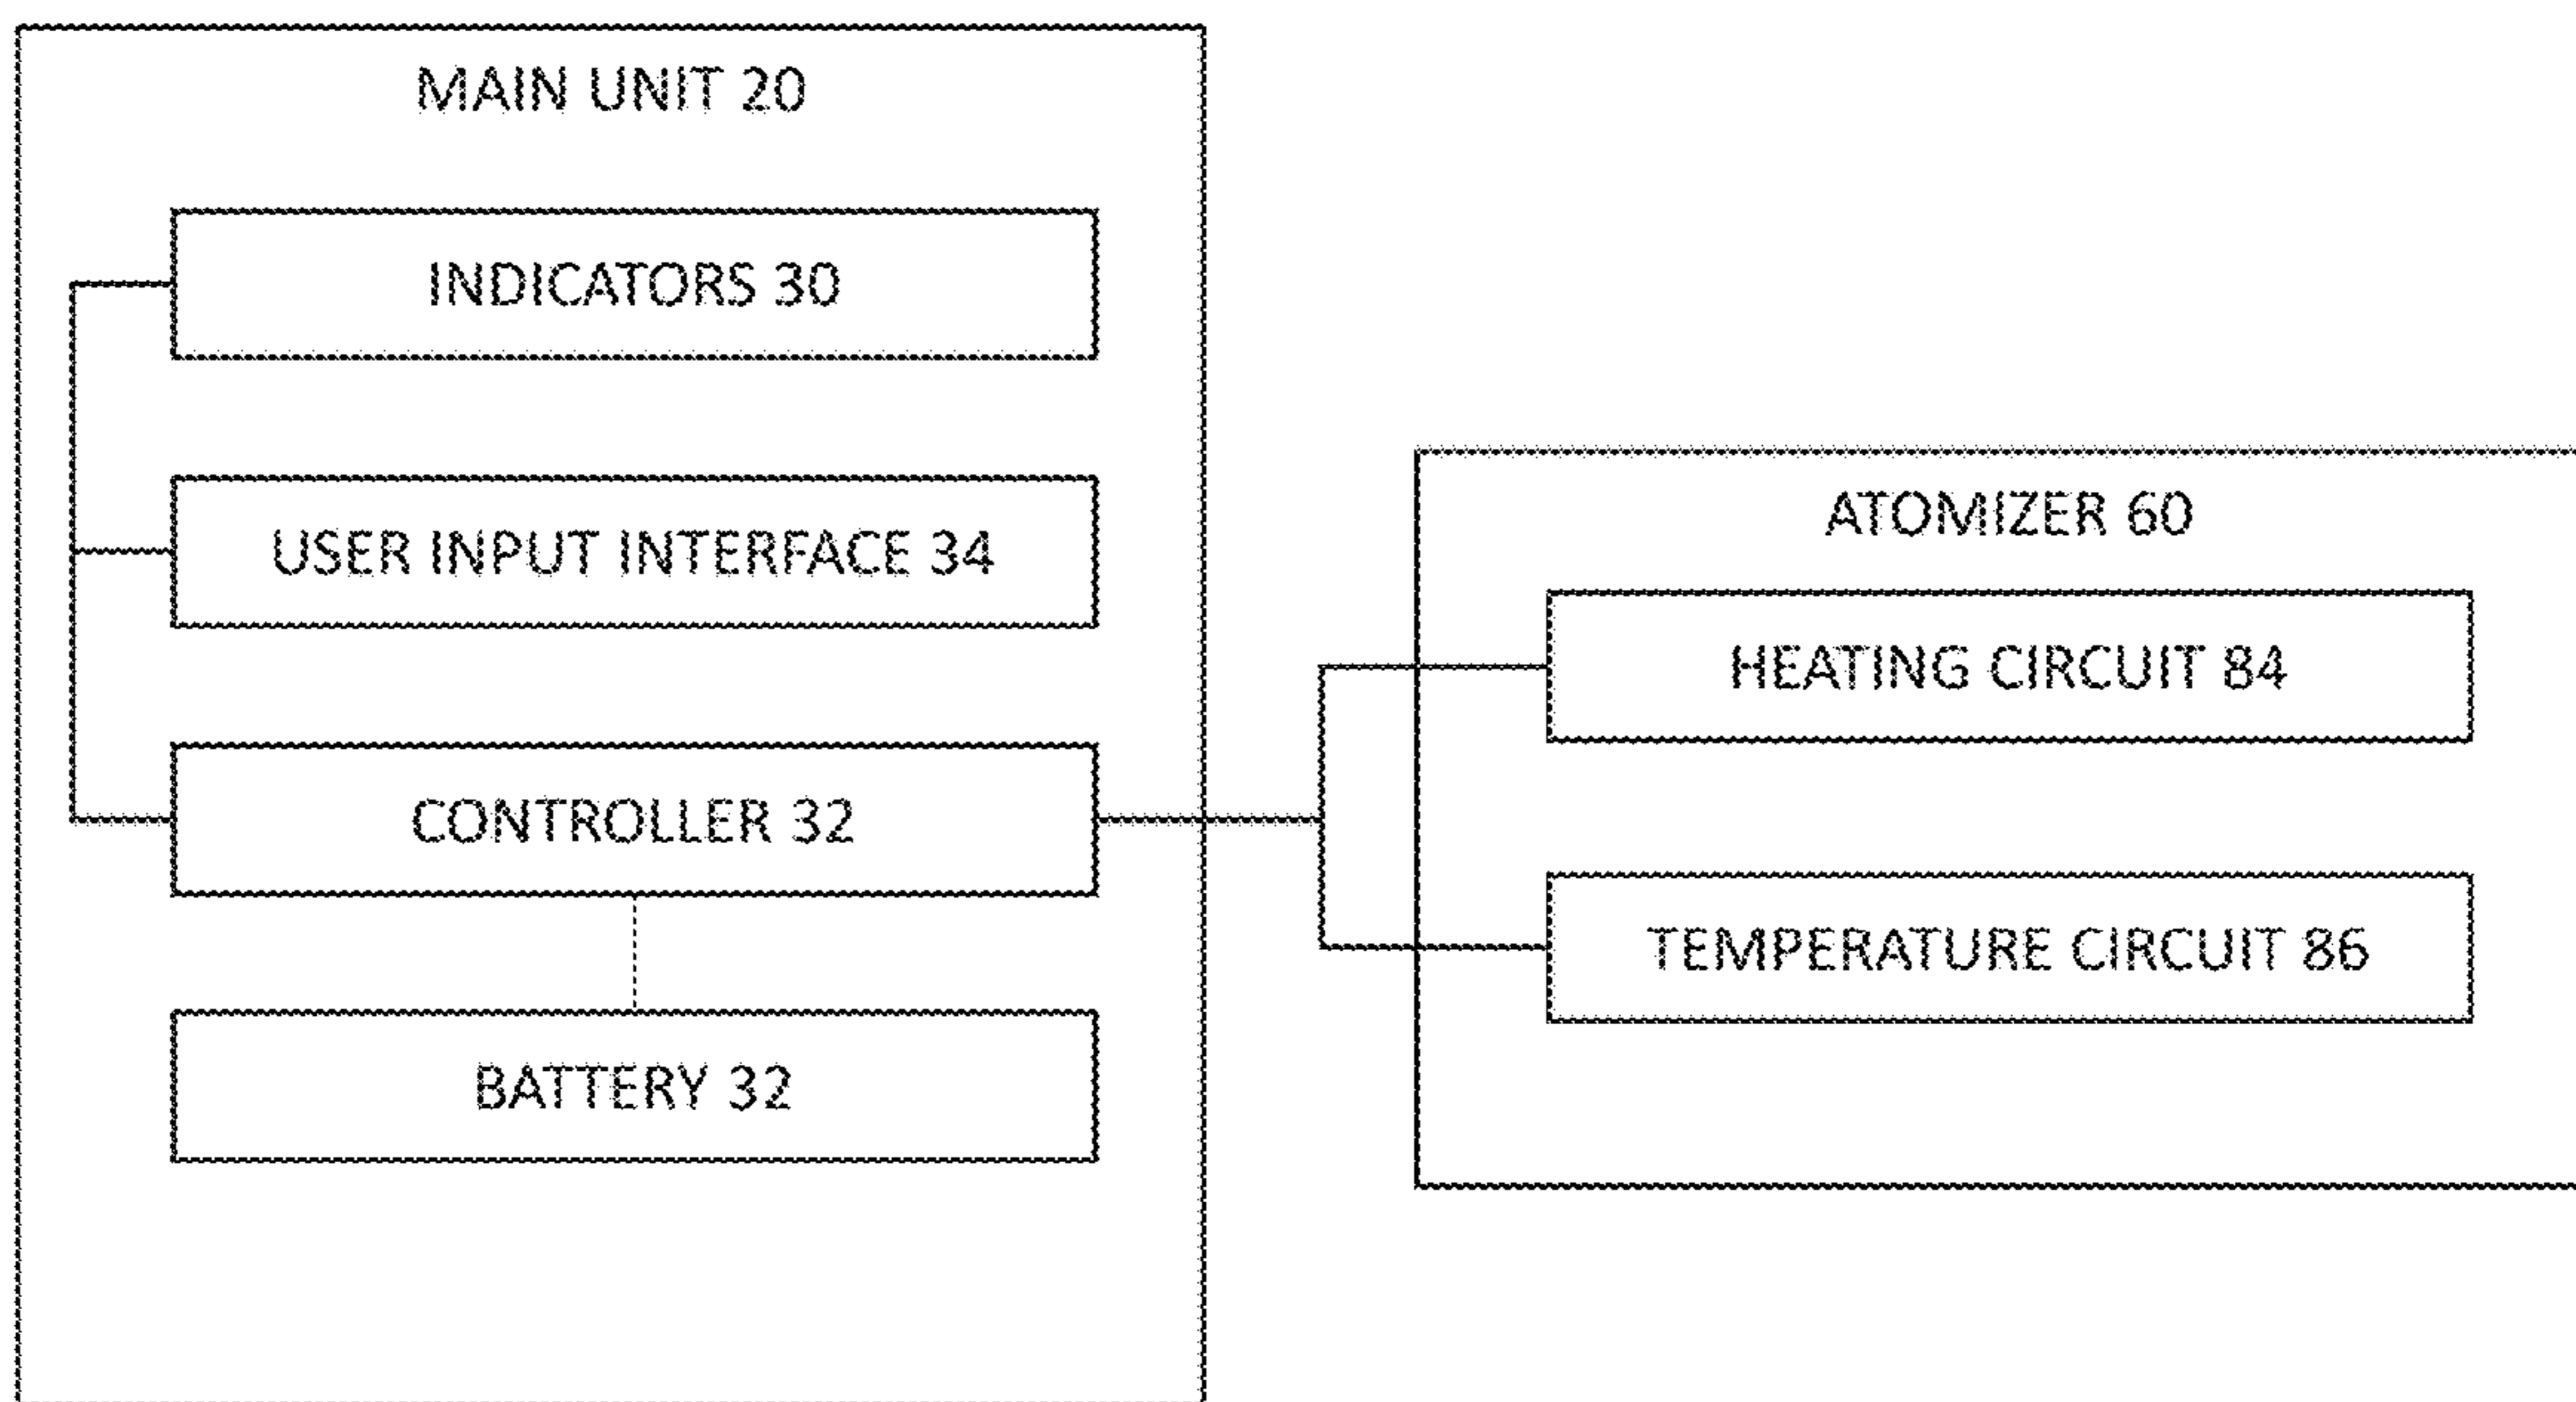 MAIN UNIT 20
INDICATORS 30
USER INPUT INTERFACE 34
CONTROLLER 32
BATTERY 32
ATOMIZER 60
HEATING CIRCUIT 84
TEMPERATURE CIRCUIT 86